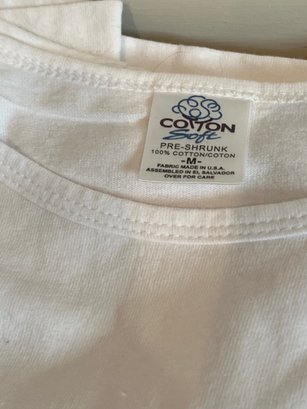 COTTON
Soft
PRE-SHRUNK
100% COTTON/COTON
-M-
FABRIC MADE IN U.S.A.
ASSEMBLED IN EL SALVADOR
OVER FOR CARE